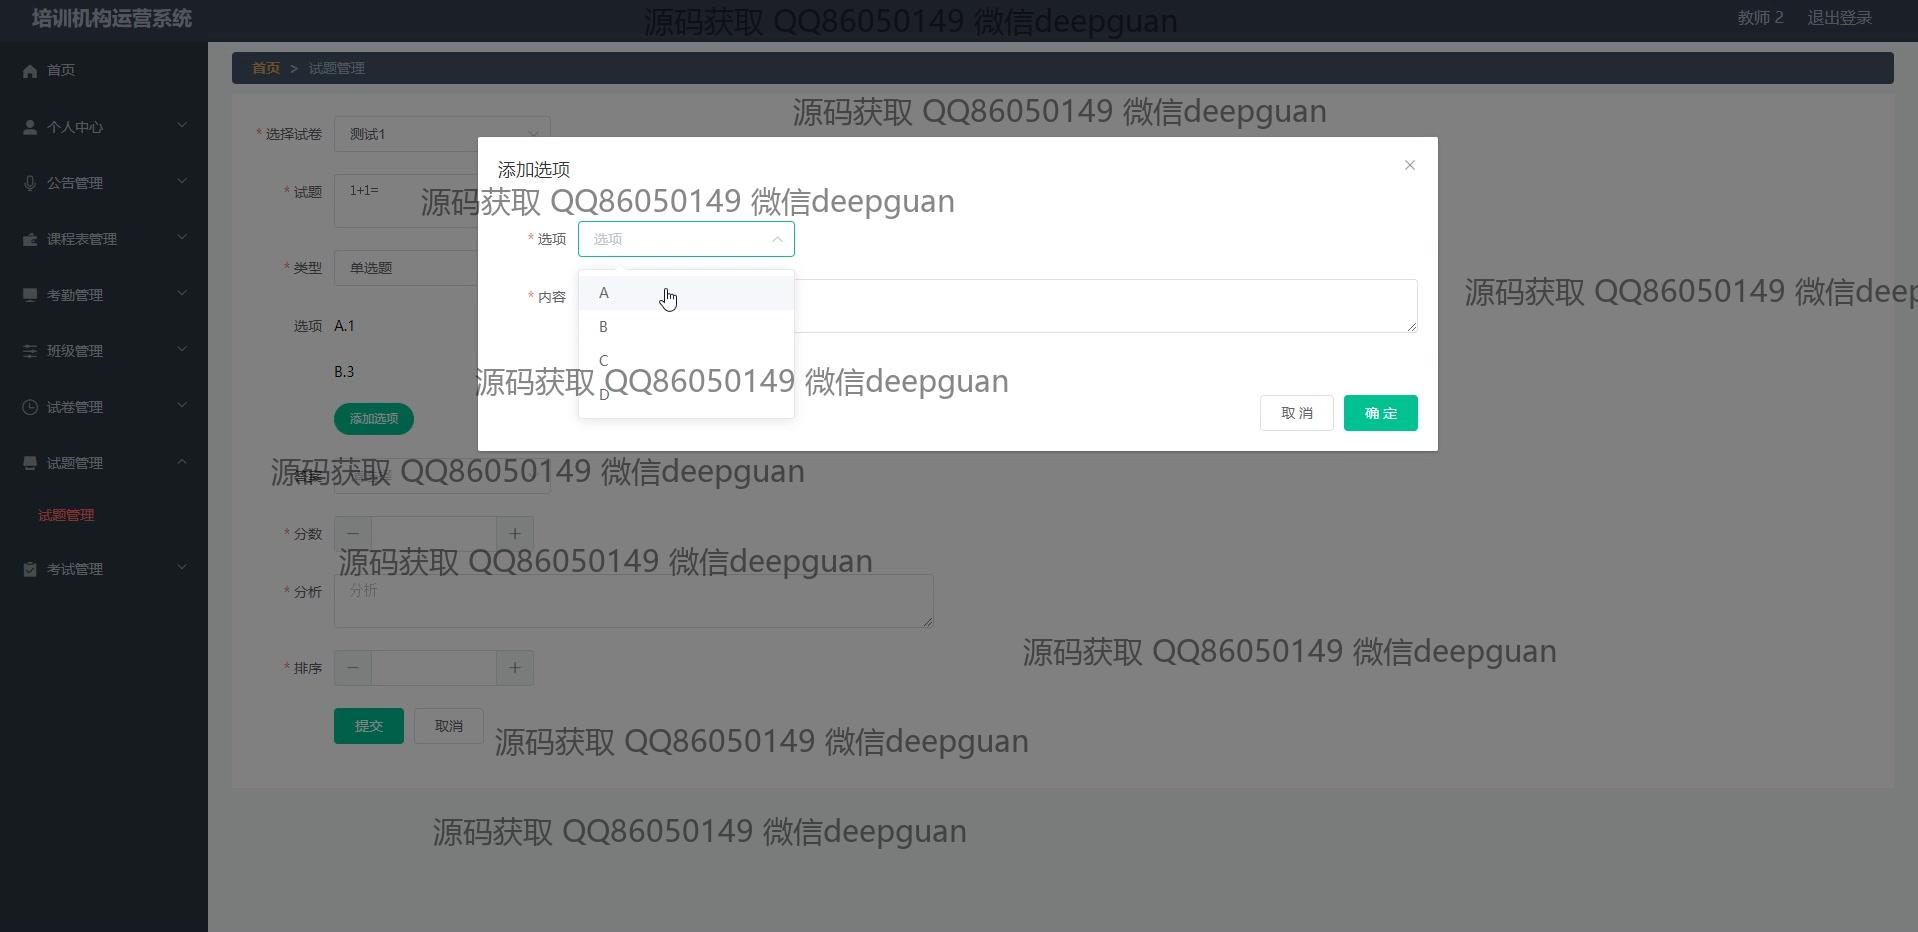 培训机构运营系统
源码获取 QQ86050149 微信deepguan
教师 2 退出登录
首页
个人中心
公告管理
课程表管理
考勤管理
班级管理
试卷管理
试题管理
试题管理
考试管理
首页 > 试题管理
源码获取 QQ86050149 微信deepguan
* 选择试卷 测试1
* 试题 1+1=
* 类型 单选题
选项 A.1
B.3
添加选项
添加选项
源码获取 QQ86050149 微信deepguan
* 选项 选项
A
B
C
D
* 内容
源码获取 QQ86050149 微信deep
源码获取 QQ86050149 微信deepguan
取 消 确 定
源码获取 QQ86050149 微信deepguan
* 分数
源码获取 QQ86050149 微信deepguan
* 分析 分析
源码获取 QQ86050149 微信deepguan
* 排序
提交 取消
源码获取 QQ86050149 微信deepguan
源码获取 QQ86050149 微信deepguan